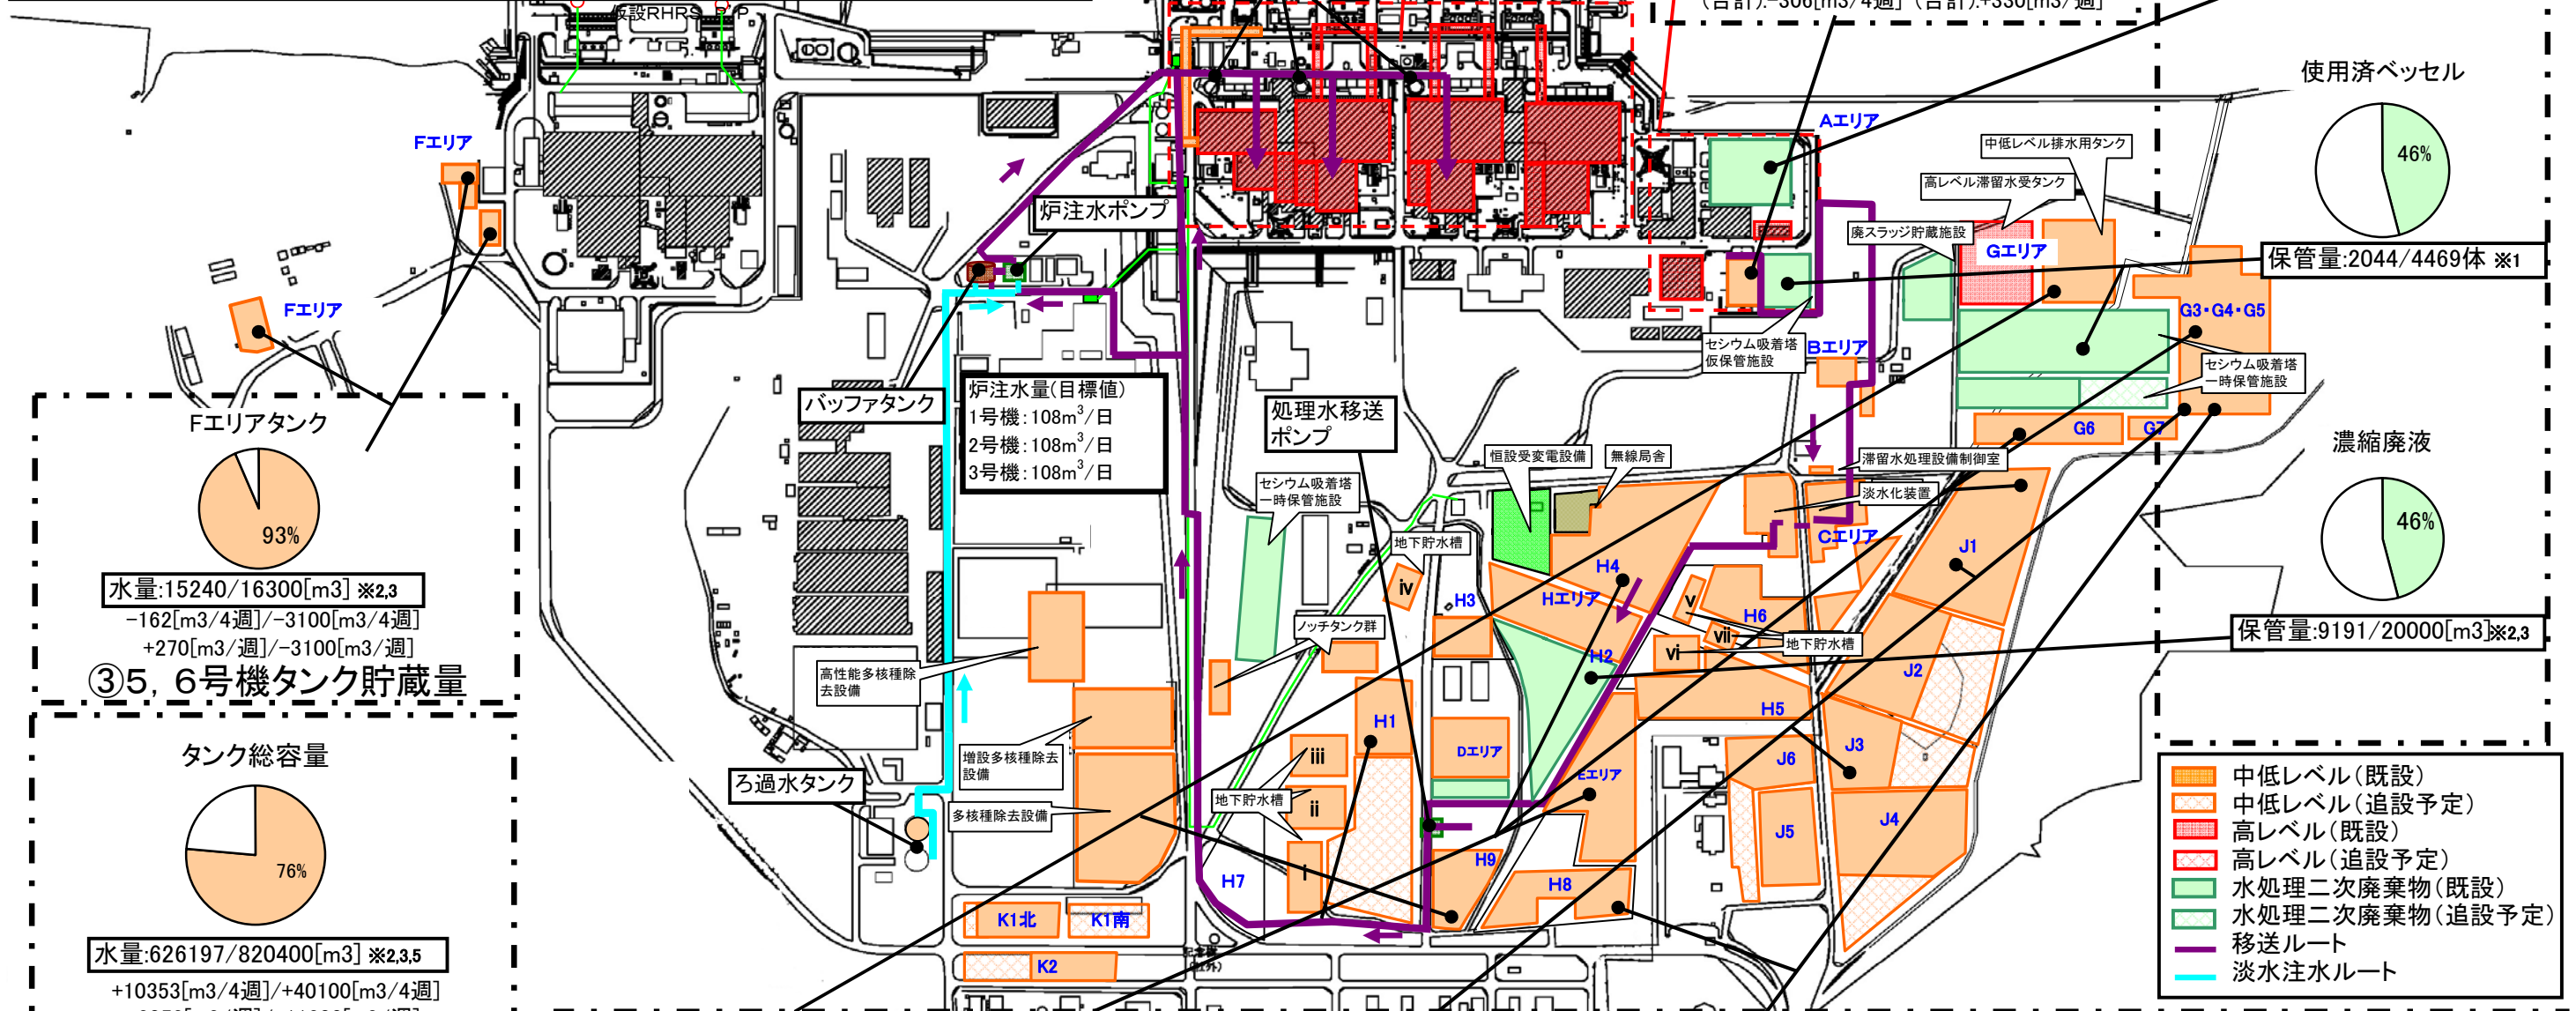 仮設RHRS P P
(合計):-306[m3/4週] (合計):+330[m3/週]
使用済ベッセル
46%
保管量:2044/4469体 ※1
濃縮廃液
46%
保管量:9191/20000[m3]※2,3
Fエリア
Fエリア
Fエリアタンク
93%
水量:15240/16300[m3] ※2,3
-162[m3/4週]/-3100[m3/4週]
+270[m3/週]/-3100[m3/週]
③5, 6号機タンク貯蔵量
タンク総容量
76%
水量:626197/820400[m3] ※2,3,5
+10353[m3/4週]/+40100[m3/4週]
炉注水ポンプ
バッファタンク
炉注水量(目標値)
1号機:108m³/日
2号機:108m³/日
3号機:108m³/日
処理水移送
ポンプ
ろ過水タンク
高性能多核種除
去設備
増設多核種除去
設備
多核種除去設備
セシウム吸着塔
一時保管施設
ノッチタンク群
地下貯水槽
地下貯水槽
地下貯水槽
恒設受変電設備
無線局舎
滞留水処理設備制御室
淡水化装置
セシウム吸着塔
仮保管施設
廃スラッジ貯蔵施設
高レベル滞留水受タンク
中低レベル排水用タンク
セシウム吸着塔
一時保管施設
Aエリア
Bエリア
Cエリア
Dエリア
Eエリア
Gエリア
Hエリア
G3・G4・G5
G6
G7
H1
H2
H3
H4
H5
H6
H7
H8
H9
J1
J2
J3
J4
J5
J6
K1北
K1南
K2
i
ii
iii
iv
v
vi
vii
中低レベル(既設)
中低レベル(追設予定)
高レベル(既設)
高レベル(追設予定)
水処理二次廃棄物(既設)
水処理二次廃棄物(追設予定)
移送ルート
淡水注水ルート